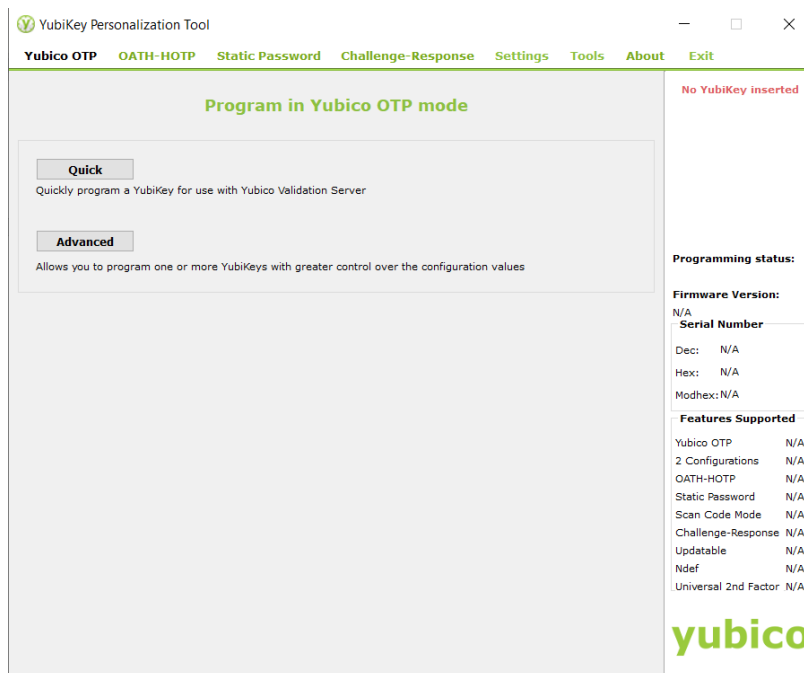 YubiKey Personalization Tool
Yubico OTP OATH-HOTP Static Password Challenge-Response Settings Tools About Exit
Program in Yubico OTP mode
Quick
Quickly program a YubiKey for use with Yubico Validation Server
Advanced
Allows you to program one or more YubiKeys with greater control over the configuration values
No YubiKey inserted
Programming status:
Firmware Version:
N/A
Serial Number
Dec: N/A
Hex: N/A
Modhex: N/A
Features Supported
Yubico OTP N/A
2 Configurations N/A
OATH-HOTP N/A
Static Password N/A
Scan Code Mode N/A
Challenge-Response N/A
Updatable N/A
Ndef N/A
Universal 2nd Factor N/A
yubico